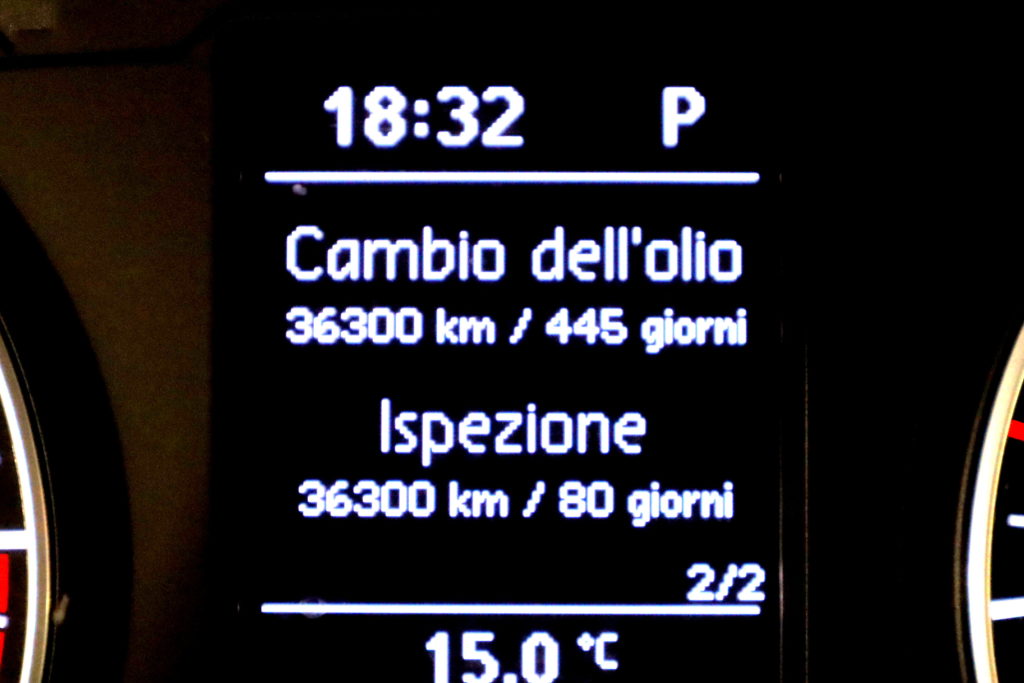 18:32 P
Cambio dell'olio
36300 km / 445 giorni
Ispezione
36300 km / 80 giorni
2/2
15.0 °C